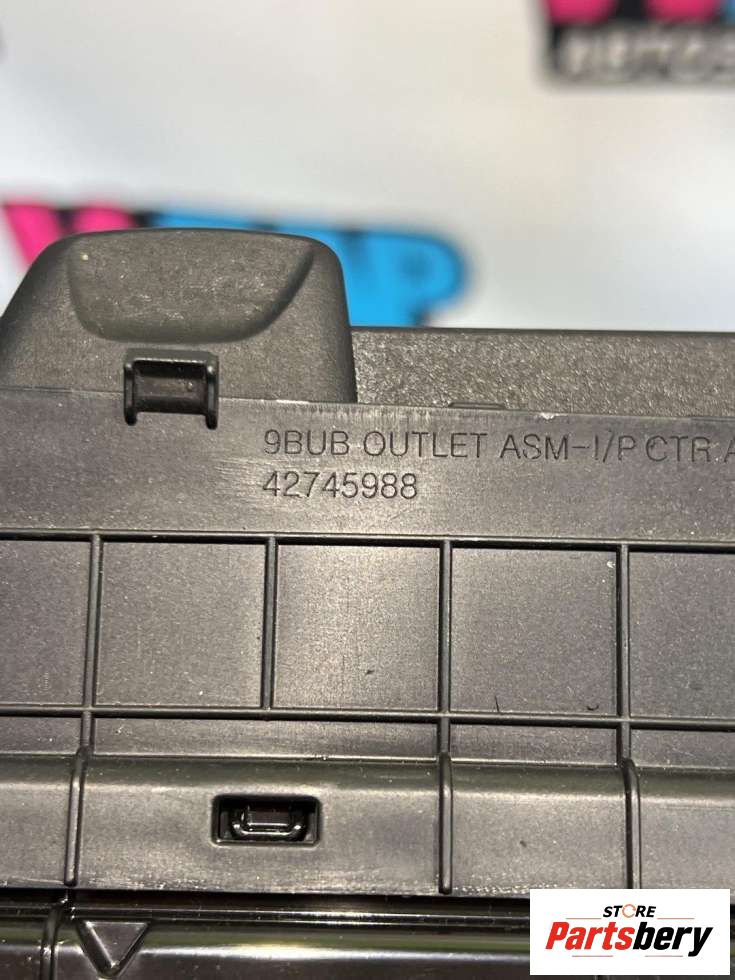 9BUB OUTLET ASM-I/P CTR A
42745988
STORE
Partsbery